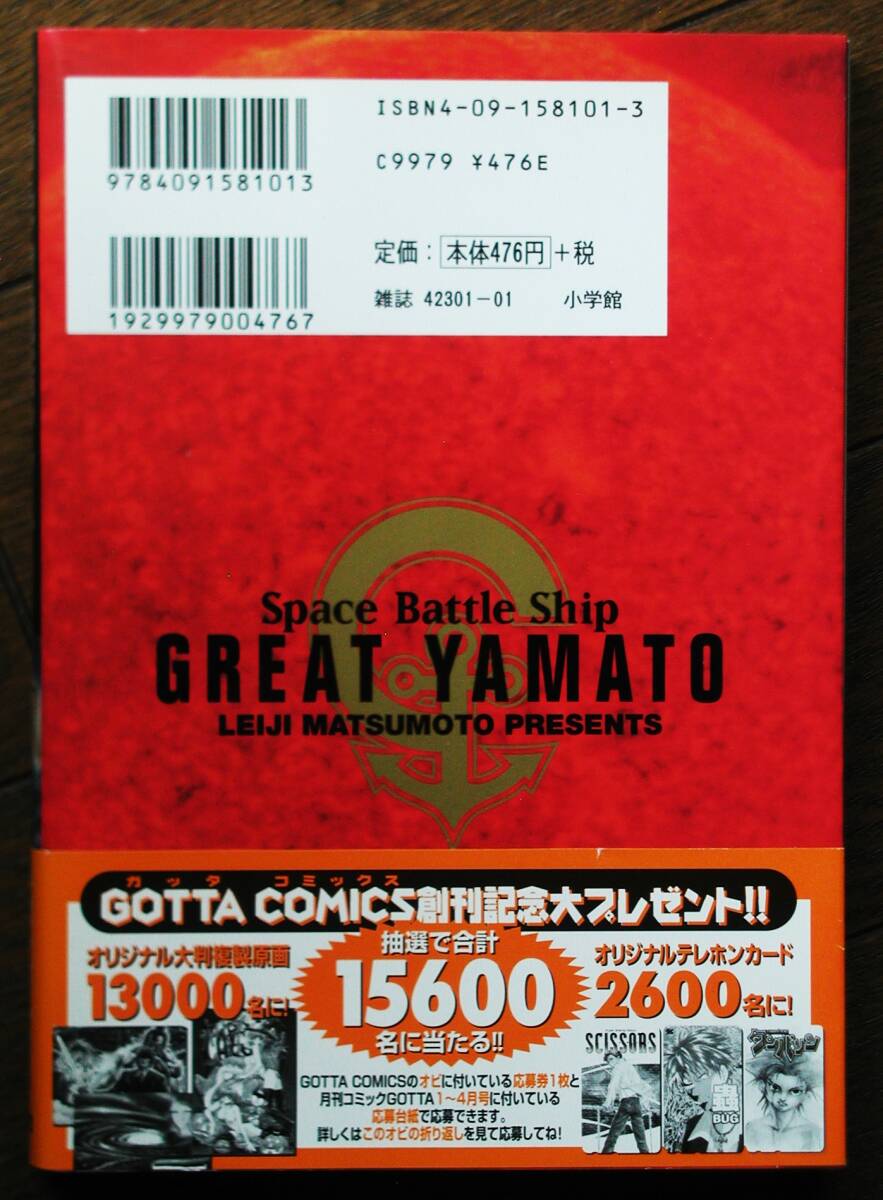 ISBN4-09-158101-3
C9979 ¥476E
9784091581013
定価：本体476円+税
雑誌 42301-01 小学館
1929979004767
Space Battle Ship
GREAT YAMATO
LEIJI MATSUMOTO PRESENTS
ガッタ コミックス
GOTTA COMICS創刊記念大プレゼント!!
オリジナル大判複製原画
13000名に!
抽選で合計
15600
名に当たる!!
オリジナルテレホンカード
2600名に!
SCISSORS
蟲
BUG
タンバリン
GOTTA COMICSのオビに付いている応募券1枚と
月刊コミックGOTTA1〜4月号に付いている
応募台紙で応募できます。
詳しくはこのオビの折り返しを見て応募してね!